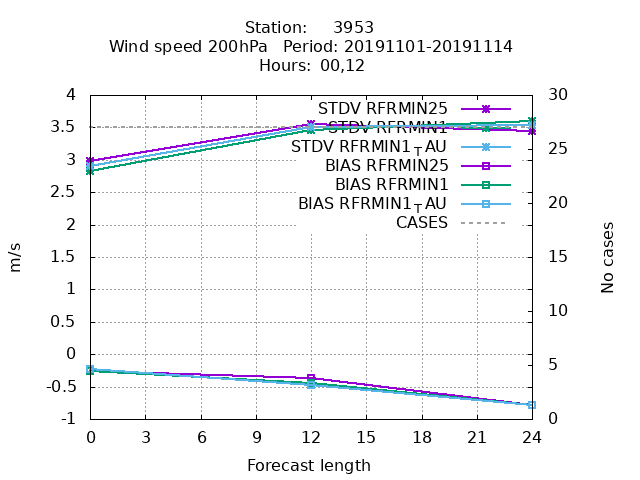 Station: 3953
Wind speed 200hPa Period: 20191101-20191114
Hours: 00,12
STDV RFRMIN25
STDV RFRMIN1
STDV RFRMIN1TAU
BIAS RFRMIN25
BIAS RFRMIN1
BIAS RFRMIN1TAU
CASES
4
3.5
3
2.5
2
1.5
1
0.5
0
-0.5
-1
m/s
30
25
20
15
10
5
0
No cases
0 3 6 9 12 15 18 21 24
Forecast length